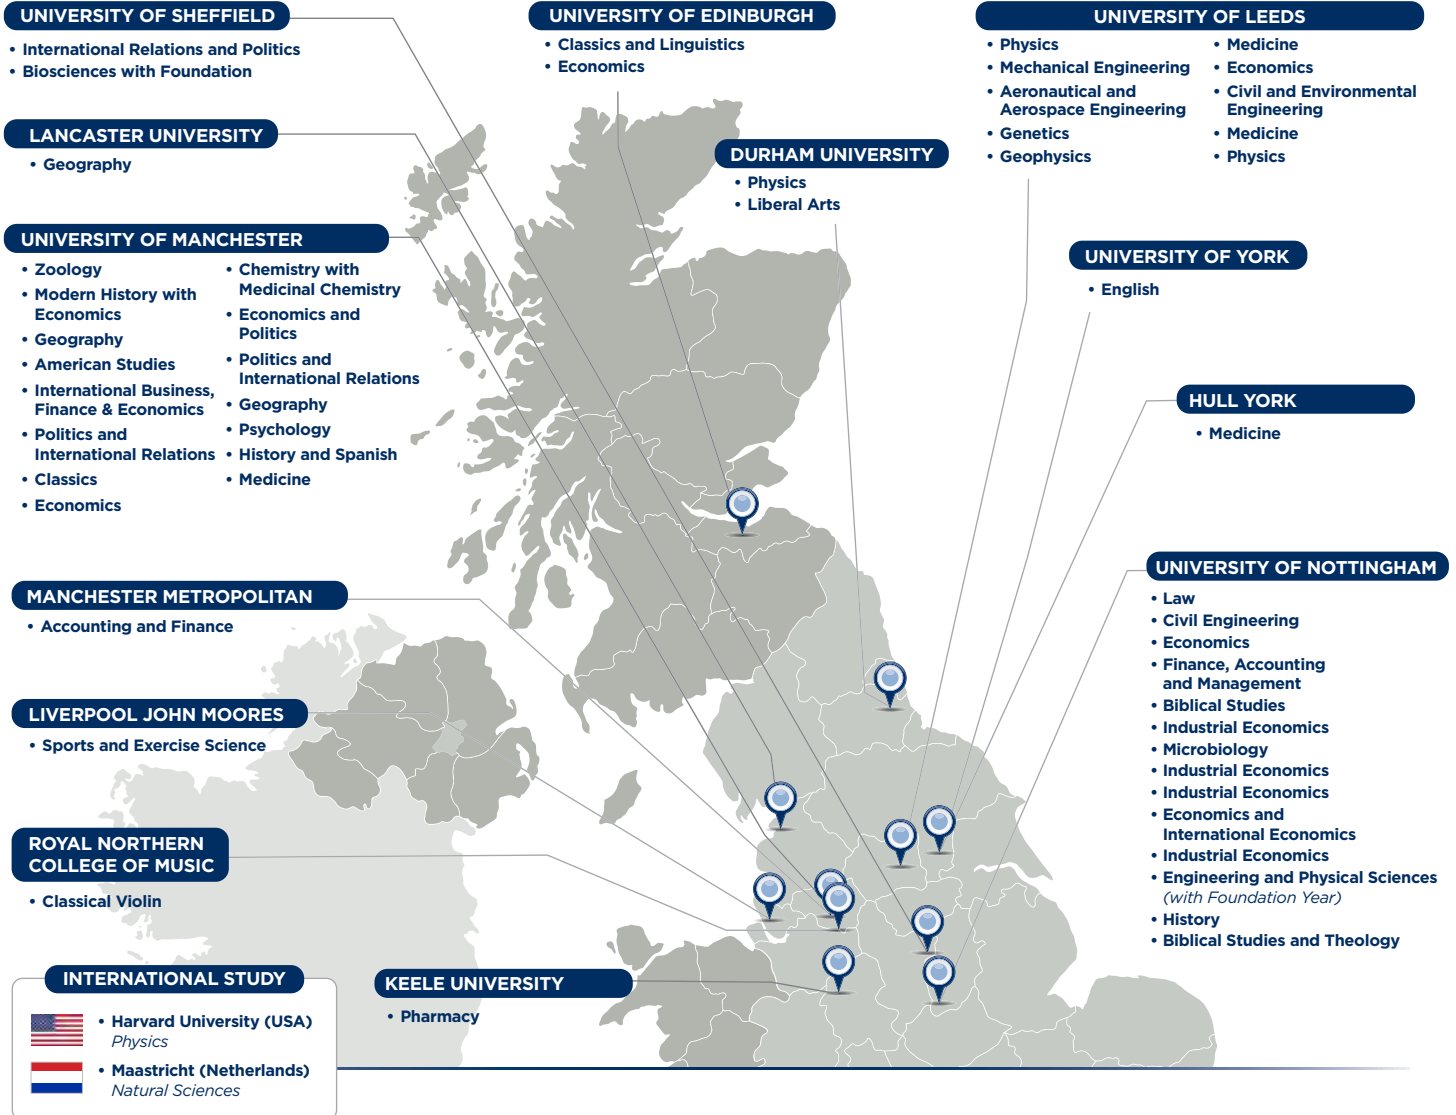 UNIVERSITY OF SHEFFIELD
• International Relations and Politics
• Biosciences with Foundation
LANCASTER UNIVERSITY
• Geography
UNIVERSITY OF MANCHESTER
• Zoology
• Modern History with
Economics
• Geography
• American Studies
• International Business,
Finance & Economics
• Politics and
International Relations
• Classics
• Economics
• Chemistry with
Medicinal Chemistry
• Economics and
Politics
• Politics and
International Relations
• Geography
• Psychology
• History and Spanish
• Medicine
MANCHESTER METROPOLITAN
• Accounting and Finance
LIVERPOOL JOHN MOORES
• Sports and Exercise Science
ROYAL NORTHERN
COLLEGE OF MUSIC
• Classical Violin
INTERNATIONAL STUDY
• Harvard University (USA)
Physics
• Maastricht (Netherlands)
Natural Sciences
KEELE UNIVERSITY
• Pharmacy
UNIVERSITY OF EDINBURGH
• Classics and Linguistics
• Economics
DURHAM UNIVERSITY
• Physics
• Liberal Arts
UNIVERSITY OF LEEDS
• Physics
• Mechanical Engineering
• Aeronautical and
Aerospace Engineering
• Genetics
• Geophysics
• Medicine
• Economics
• Civil and Environmental
Engineering
• Medicine
• Physics
UNIVERSITY OF YORK
• English
HULL YORK
• Medicine
UNIVERSITY OF NOTTINGHAM
• Law
• Civil Engineering
• Economics
• Finance, Accounting
and Management
• Biblical Studies
• Industrial Economics
• Microbiology
• Industrial Economics
• Industrial Economics
• Economics and
International Economics
• Industrial Economics
• Engineering and Physical Sciences
(with Foundation Year)
• History
• Biblical Studies and Theology